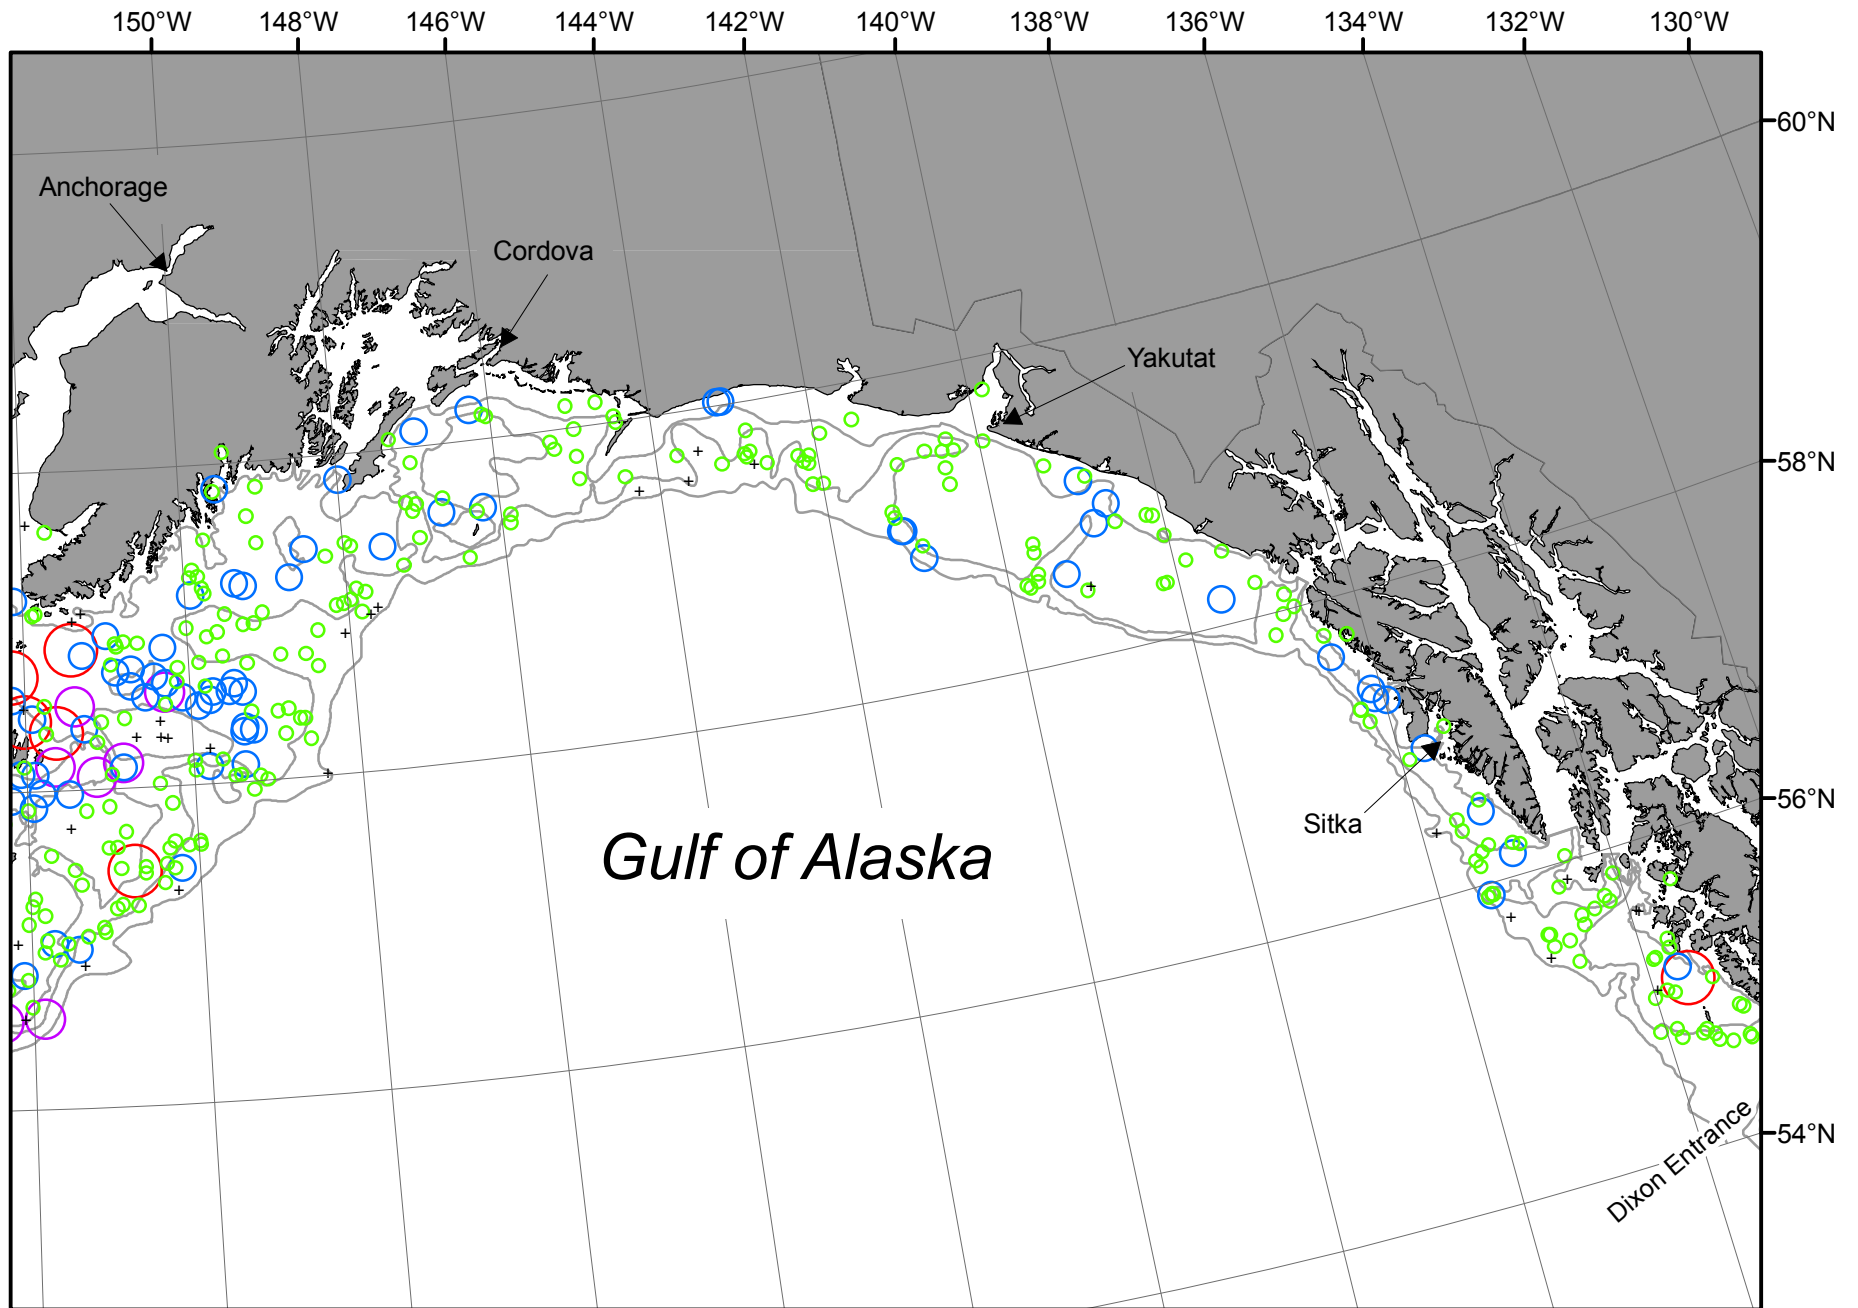 150°W 148°W 146°W 144°W 142°W 140°W 138°W 136°W 134°W 132°W 130°W
60°N
Anchorage
Cordova
Yakutat
58°N
56°N
Sitka
Gulf of Alaska
54°N
Dixon Entrance